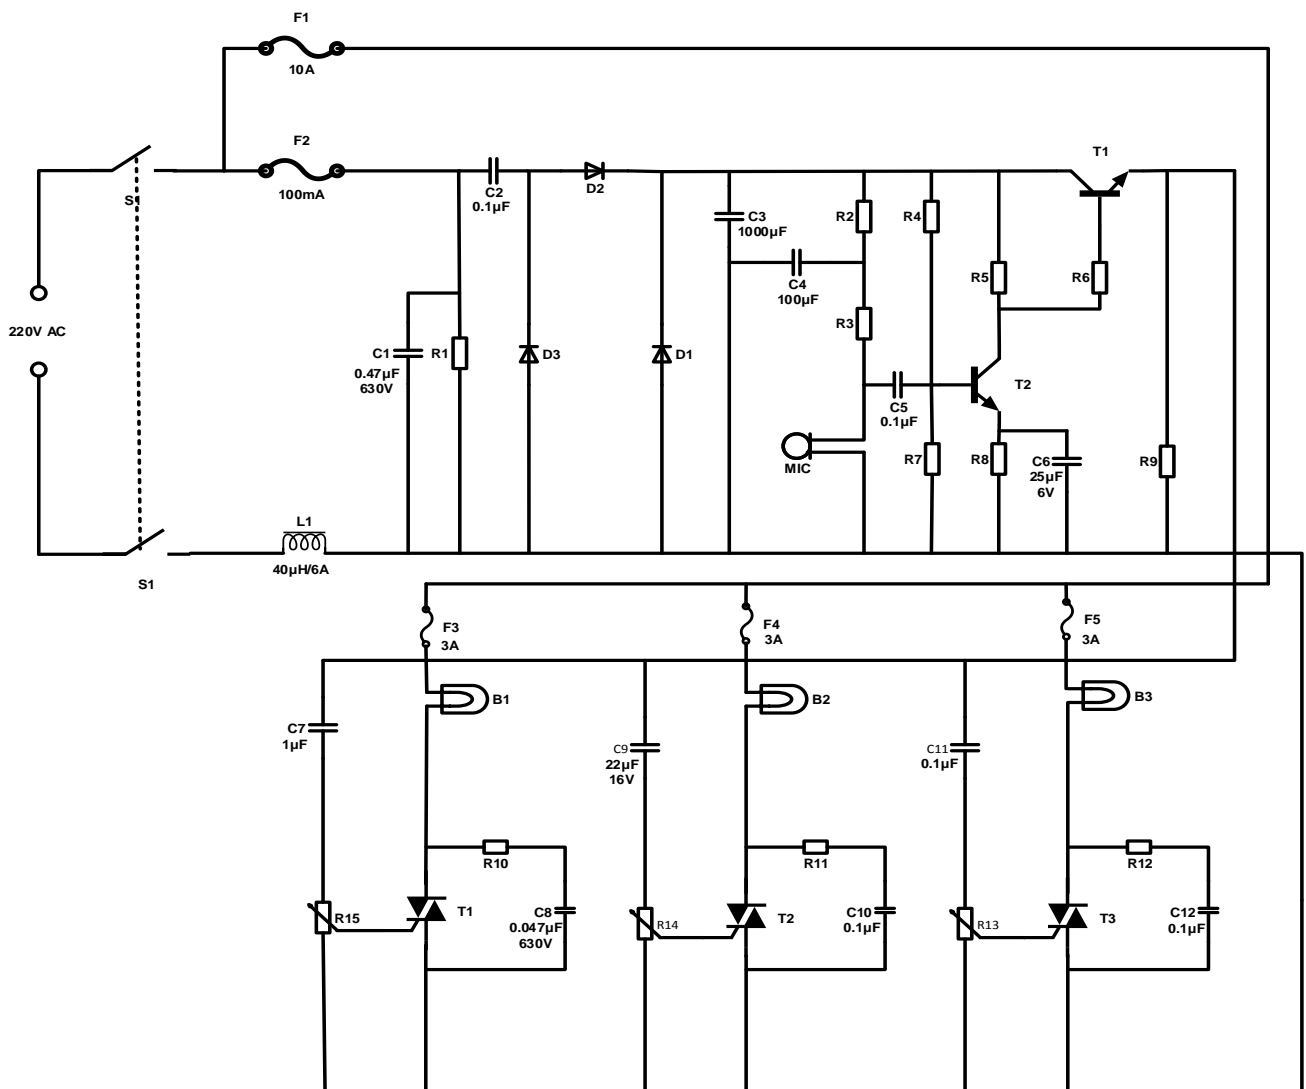 F1
10A
F2
100mA
T1
S1
C2
0.1µF
D2
C3
1000µF
R2
R4
C4
100µF
R5
R6
220V AC
R3
C1
0.47µF
630V
R1
D3
D1
T2
C5
0.1µF
MIC
R7
R8
C6
25µF
6V
R9
L1
40µH/6A
S1
F3
3A
F4
3A
F5
3A
B1
B2
B3
C7
1µF
C9
22µF
16V
C11
0.1µF
R10
R11
R12
R15
T1
C8
0.047µF
630V
R14
T2
C10
0.1µF
R13
T3
C12
0.1µF